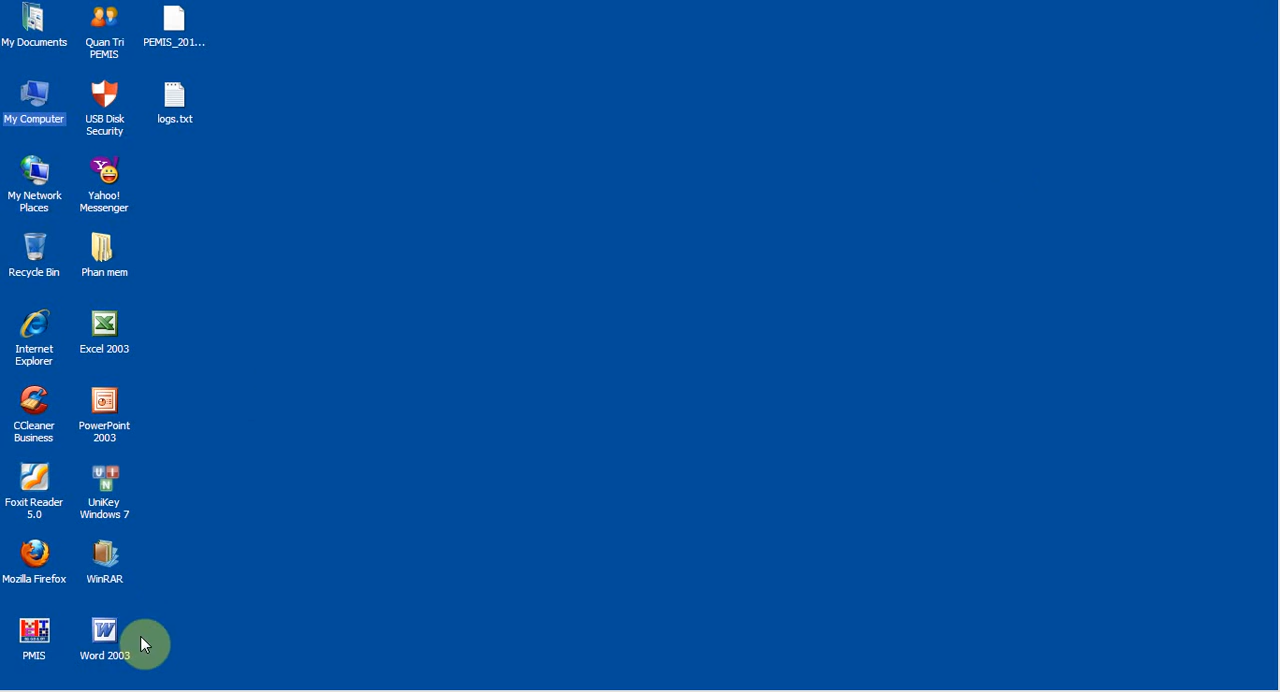 My Documents
Quan Tri
PEMIS
PEMIS_201...
My Computer
USB Disk
Security
logs.txt
My Network
Places
Yahoo!
Messenger
Recycle Bin
Phan mem
Internet
Explorer
Excel 2003
CCleaner
Business
PowerPoint
2003
Foxit Reader
5.0
UniKey
Windows 7
Mozilla Firefox
WinRAR
PMIS
Word 2003